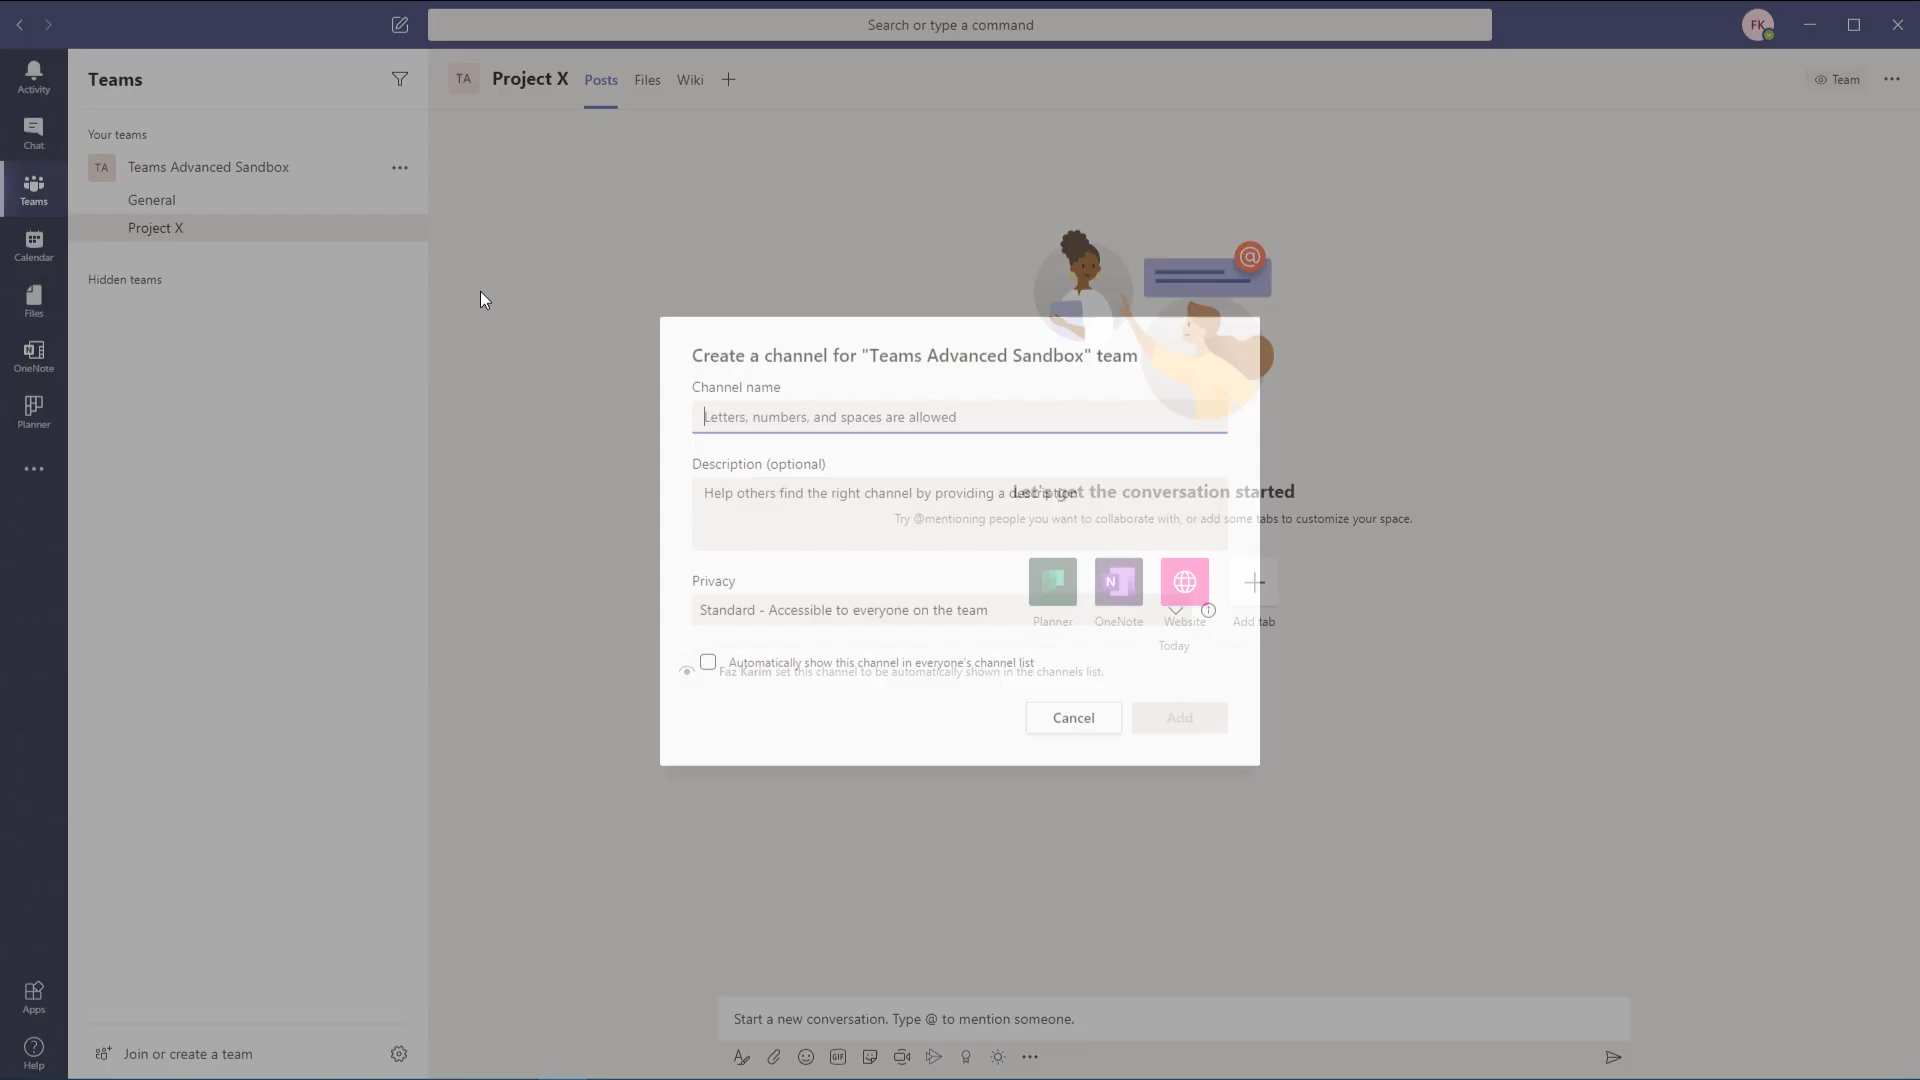 Search or type a command
FK
Activity
Chat
Teams
Calendar
Files
OneNote
Planner
Apps
Help
Teams
Your teams
TA Teams Advanced Sandbox
General
Project X
Hidden teams
Join or create a team
TA Project X Posts Files Wiki
Team
Create a channel for "Teams Advanced Sandbox" team
Channel name
Letters, numbers, and spaces are allowed
Description (optional)
Help others find the right channel by providing a description
Let's get the conversation started
Try @mentioning people you want to collaborate with, or add some tabs to customize your space.
Privacy
Standard - Accessible to everyone on the team
N
Planner OneNote Website Add tab
Today
Automatically show this channel in everyone's channel list
Faz Karim set this channel to be automatically shown in the channels list.
Cancel Add
Start a new conversation. Type @ to mention someone.
GIF